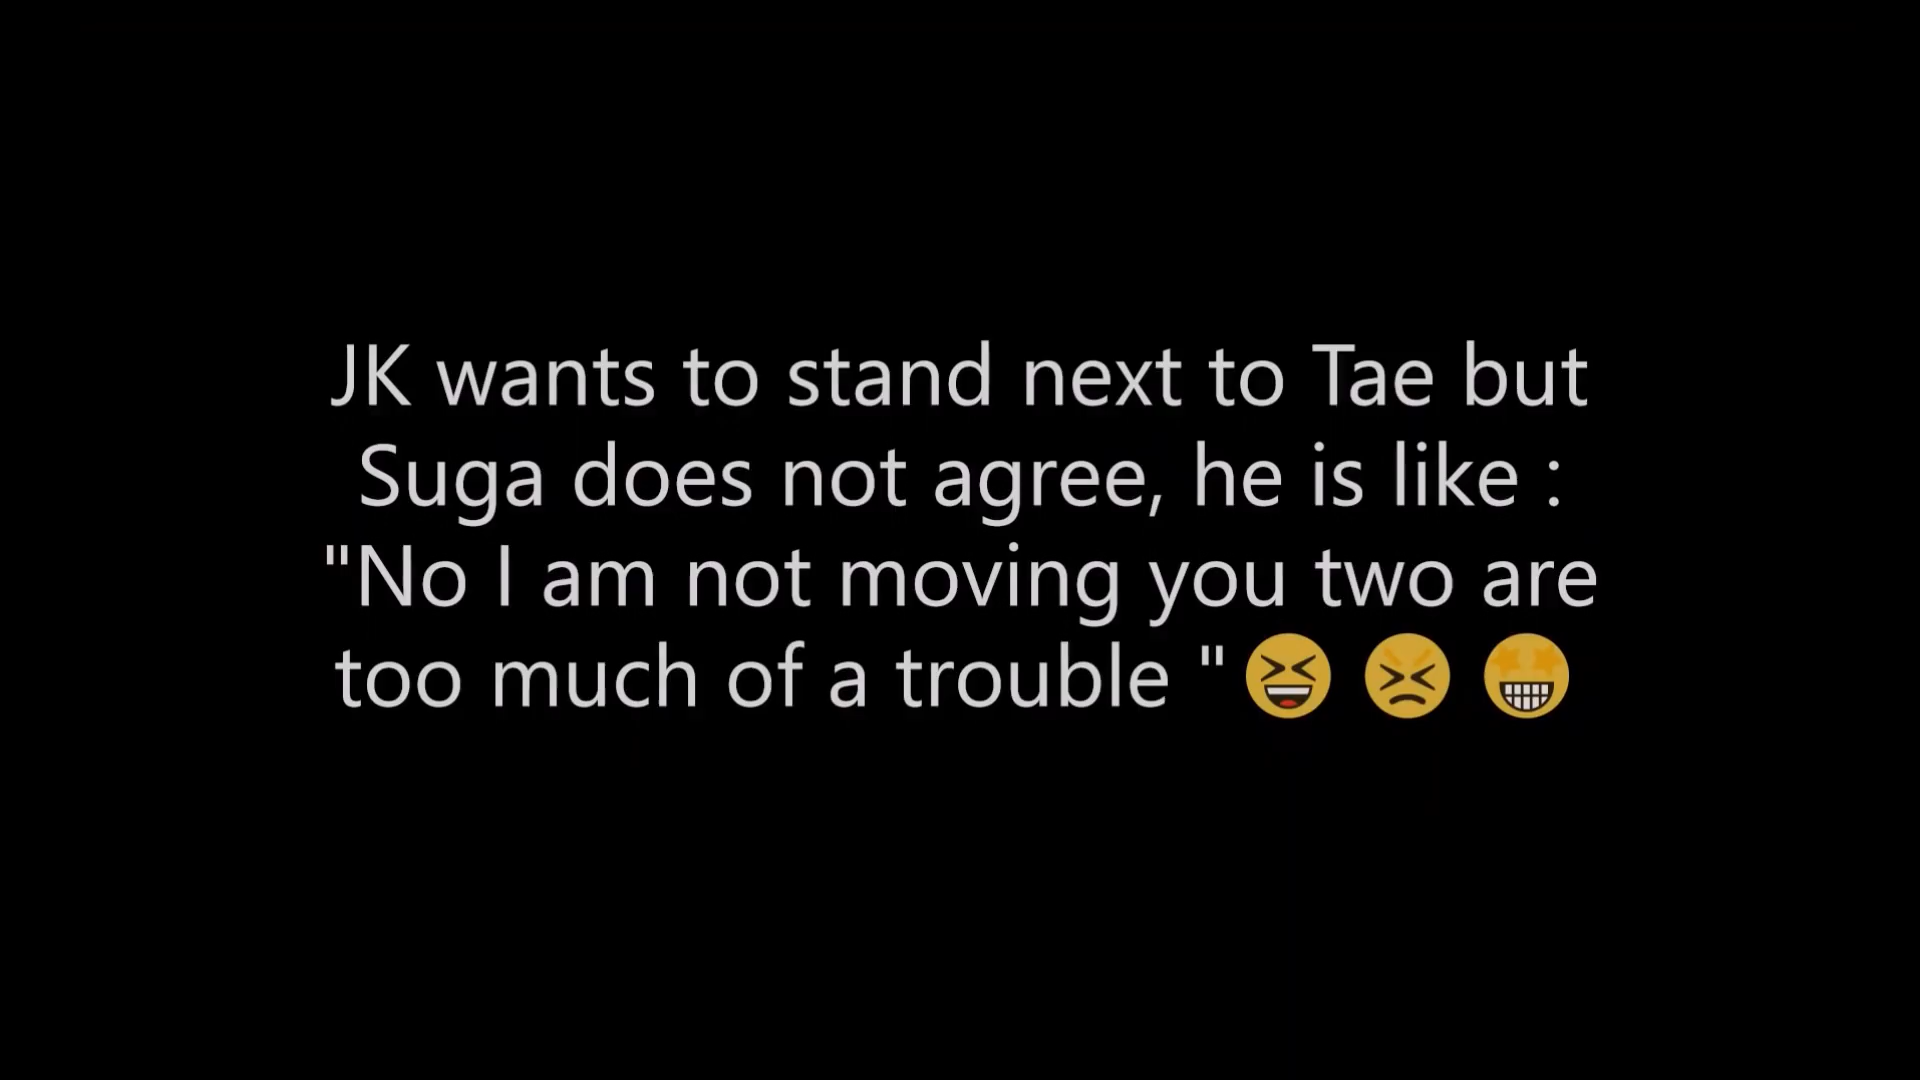 JK wants to stand next to Tae but
Suga does not agree, he is like :
"No I am not moving you two are
too much of a trouble "😆 😣 🤩